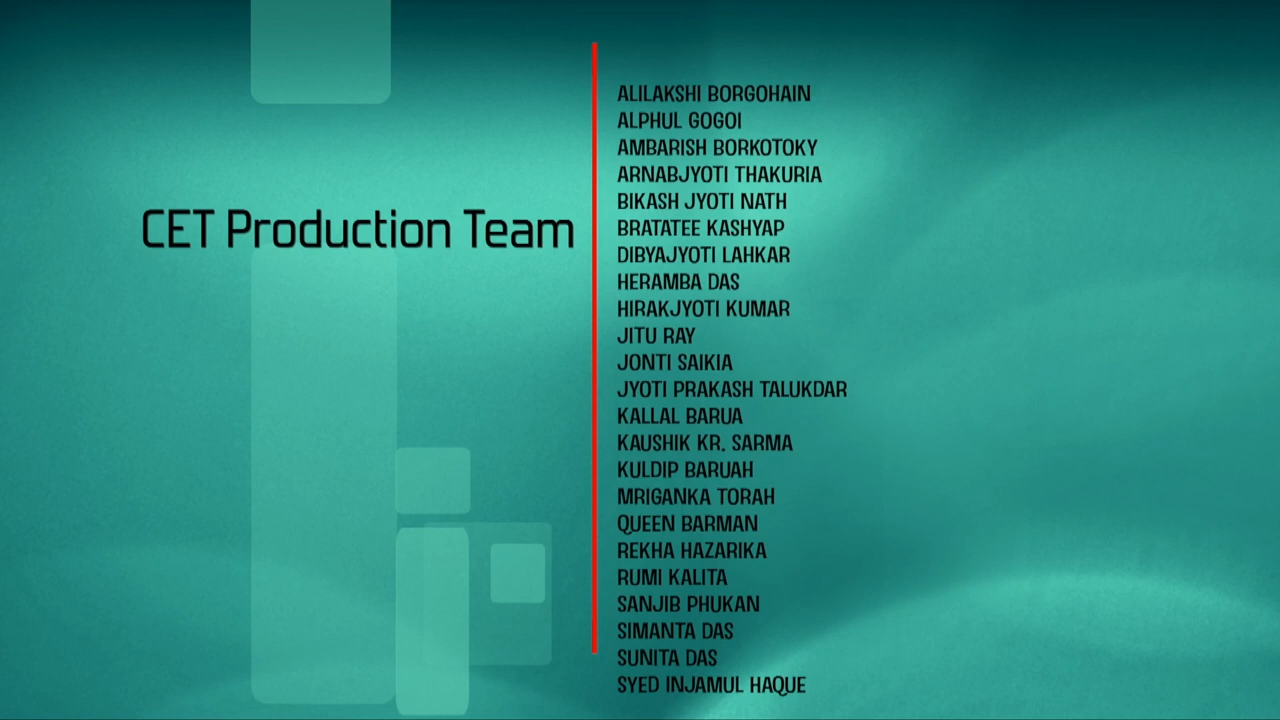 CET Production Team
ALILAKSHI BORGOHAIN
ALPHUL GOGOI
AMBARISH BORKOTOKY
ARNABJYOTI THAKURIA
BIKASH JYOTI NATH
BRATATEE KASHYAP
DIBYAJYOTI LAHKAR
HERAMBA DAS
HIRAKJYOTI KUMAR
JITU RAY
JONTI SAIKIA
JYOTI PRAKASH TALUKDAR
KALLAL BARUA
KAUSHIK KR. SARMA
KULDIP BARUAH
MRIGANKA TORAH
QUEEN BARMAN
REKHA HAZARIKA
RUMI KALITA
SANJIB PHUKAN
SIMANTA DAS
SUNITA DAS
SYED INJAMUL HAQUE